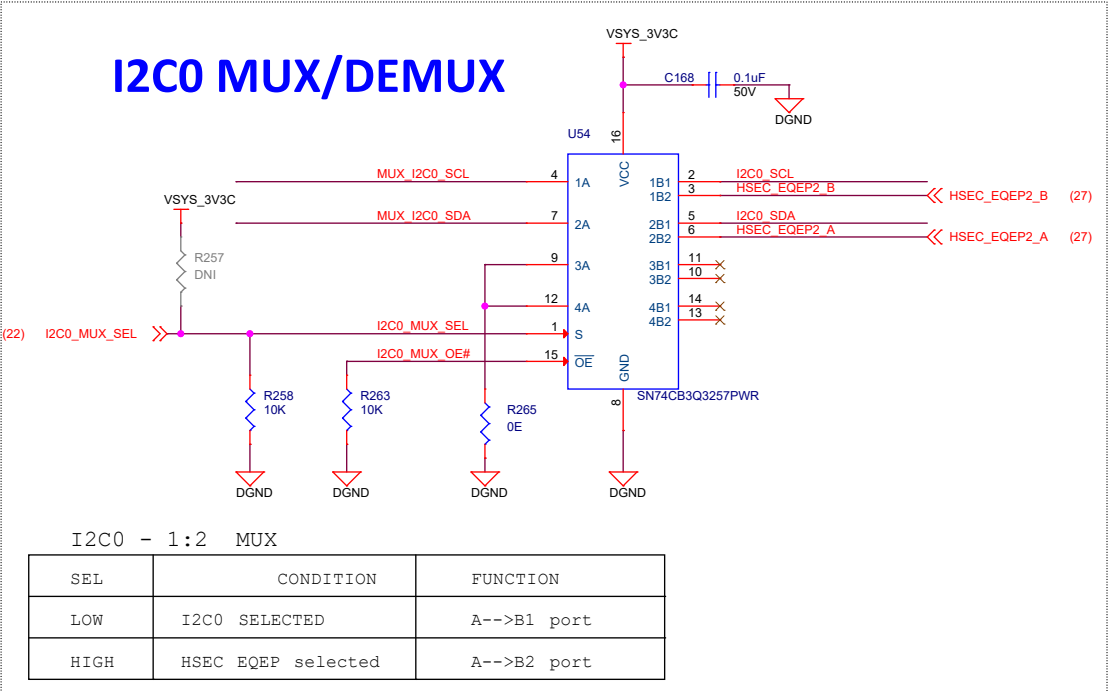 I2C0 MUX/DEMUX
VSYS_3V3C
C168
0.1uF
50V
DGND
U54
16
VCC
MUX_I2C0_SCL
4
1A
1B1
2
I2C0_SCL
1B2
3
HSEC_EQEP2_B
HSEC_EQEP2_B
(27)
VSYS_3V3C
MUX_I2C0_SDA
7
2A
2B1
5
I2C0_SDA
2B2
6
HSEC_EQEP2_A
HSEC_EQEP2_A
(27)
R257
DNI
9
3A
3B1
11
3B2
10
12
4A
4B1
14
4B2
13
(22)
I2C0_MUX_SEL
I2C0_MUX_SEL
1
S
I2C0_MUX_OE#
15
OE
GND
8
SN74CB3Q3257PWR
R258
10K
R263
10K
R265
0E
DGND
DGND
DGND
DGND
I2C0 - 1:2 MUX
SEL CONDITION FUNCTION
LOW I2C0 SELECTED A-->B1 port
HIGH HSEC EQEP selected A-->B2 port